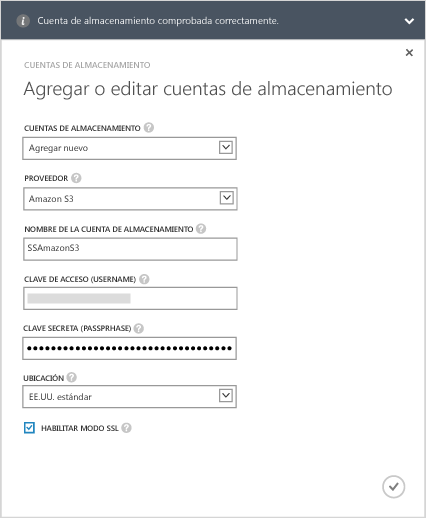 Cuenta de almacenamiento comprobada correctamente.
CUENTAS DE ALMACENAMIENTO
Agregar o editar cuentas de almacenamiento
CUENTAS DE ALMACENAMIENTO
Agregar nuevo
PROVEEDOR
Amazon S3
NOMBRE DE LA CUENTA DE ALMACENAMIENTO
SSAmazonS3
CLAVE DE ACCESO (USERNAME)
CLAVE SECRETA (PASSPRHASE)
UBICACIÓN
EE.UU. estándar
HABILITAR MODO SSL